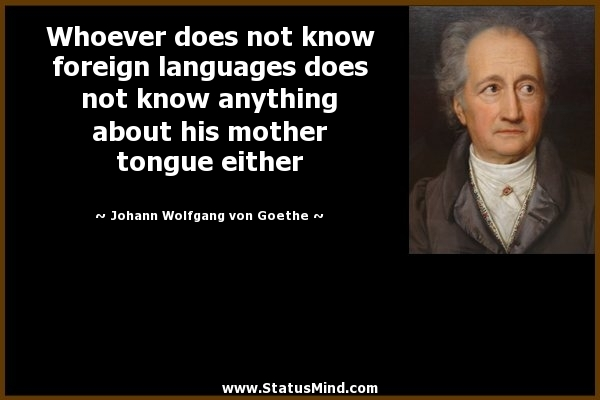 Whoever does not know
foreign languages does
not know anything
about his mother
tongue either
~ Johann Wolfgang von Goethe ~
www.StatusMind.com